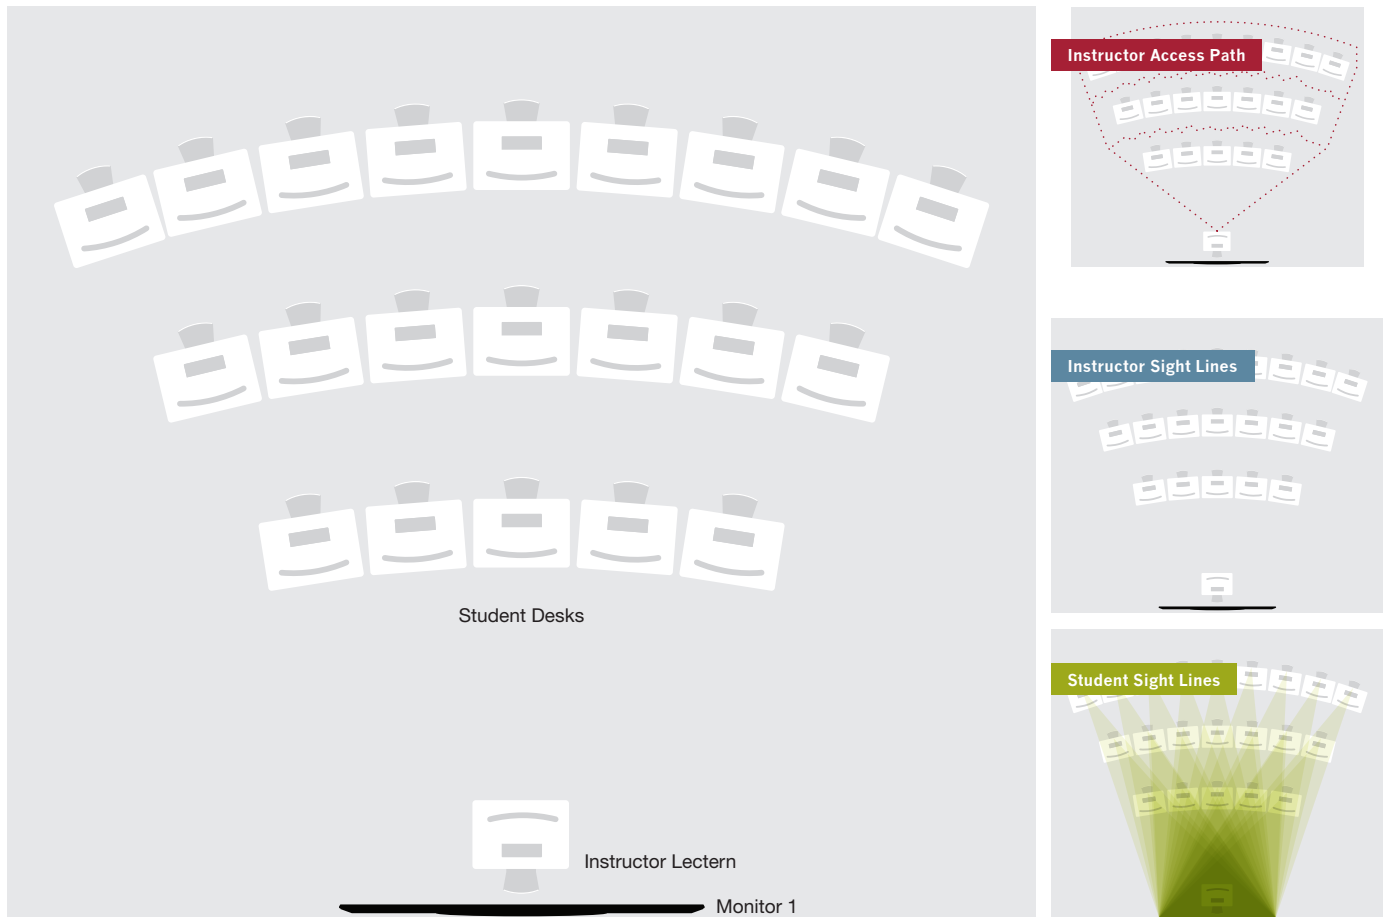 Student Desks
Instructor Lectern
Monitor 1
Instructor Access Path
Instructor Sight Lines
Student Sight Lines